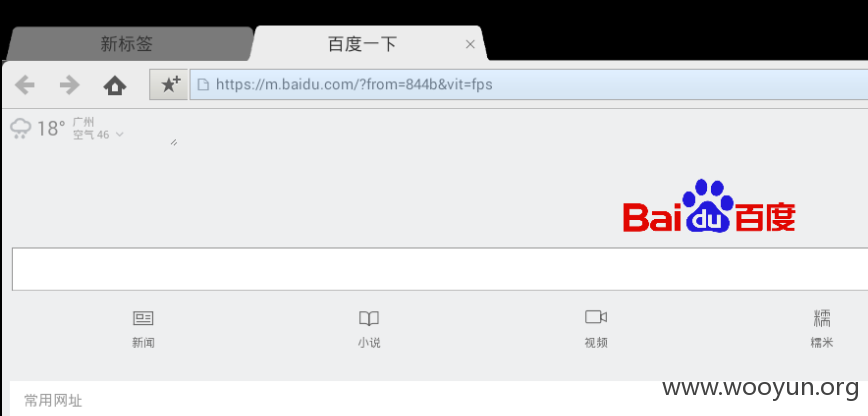 新标签
百度一下
https://m.baidu.com/?from=844b&vit=fps
18° 广州
空气 46
Bai du 百度
新闻 小说 视频 糯 糯米
常用网址
www.wooyun.org